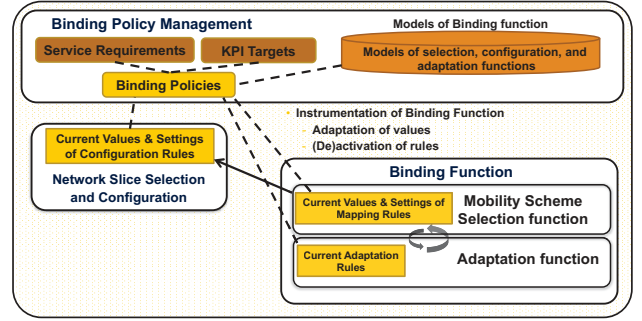 Binding Policy Management
Models of Binding function
Service Requirements
KPI Targets
Models of selection, configuration, and
adaptation functions
Binding Policies
- Instrumentation of Binding Function
- Adaptation of values
- (De)activation of rules
Current Values & Settings
of Configuration Rules
Network Slice Selection
and Configuration
Binding Function
Current Values & Settings of
Mapping Rules
Mobility Scheme
Selection function
Current Adaptation
Rules
Adaptation function